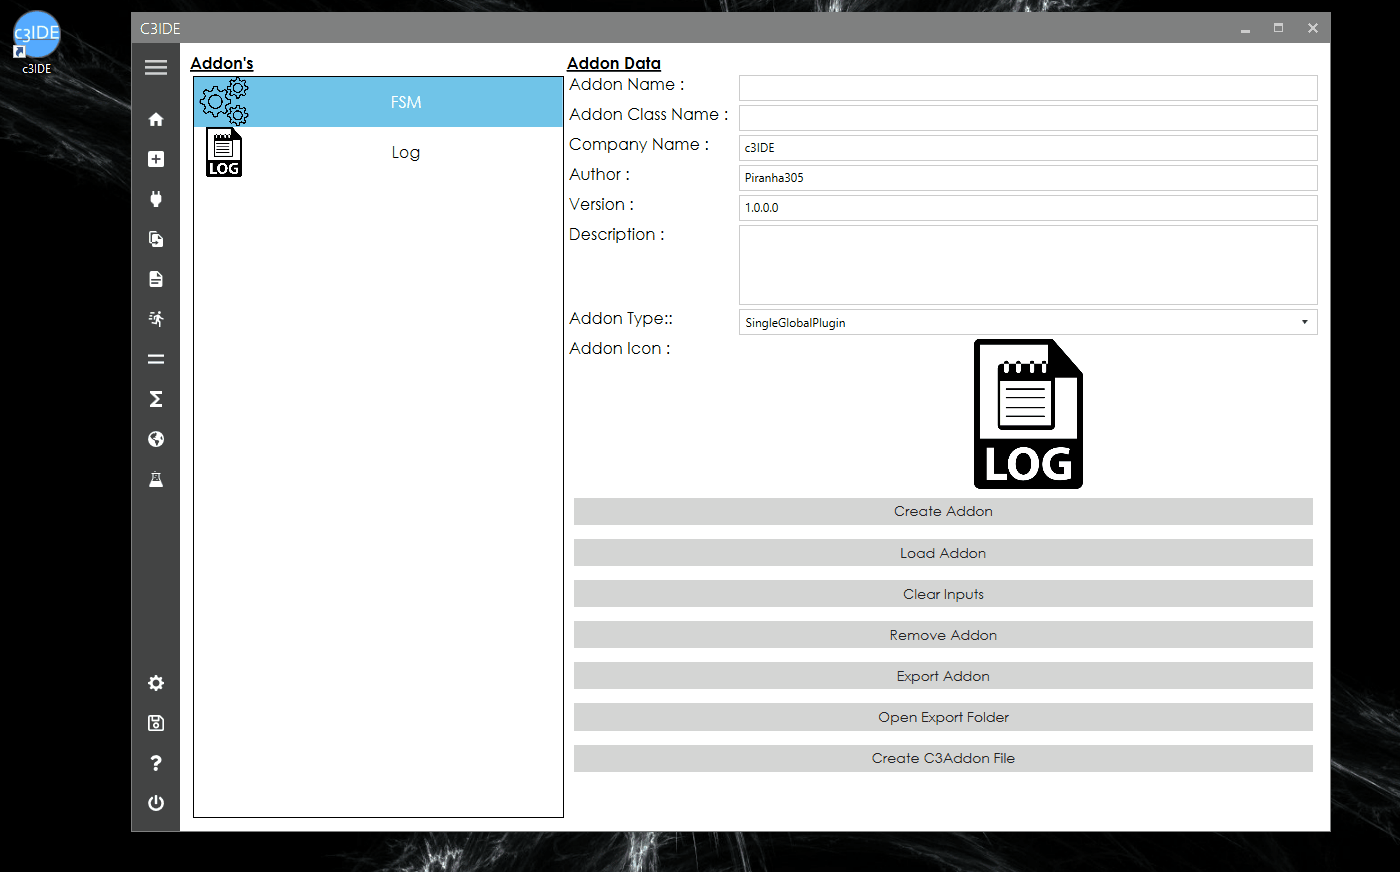 c3IDE
c3IDE
C3IDE
Addon's
FSM
LOG
Log
Addon Data
Addon Name :
Addon Class Name :
Company Name :
c3IDE
Author :
Piranha305
Version :
1.0.0.0
Description :
Addon Type::
SingleGlobalPlugin
Addon Icon :
LOG
Create Addon
Load Addon
Clear Inputs
Remove Addon
Export Addon
Open Export Folder
Create C3Addon File